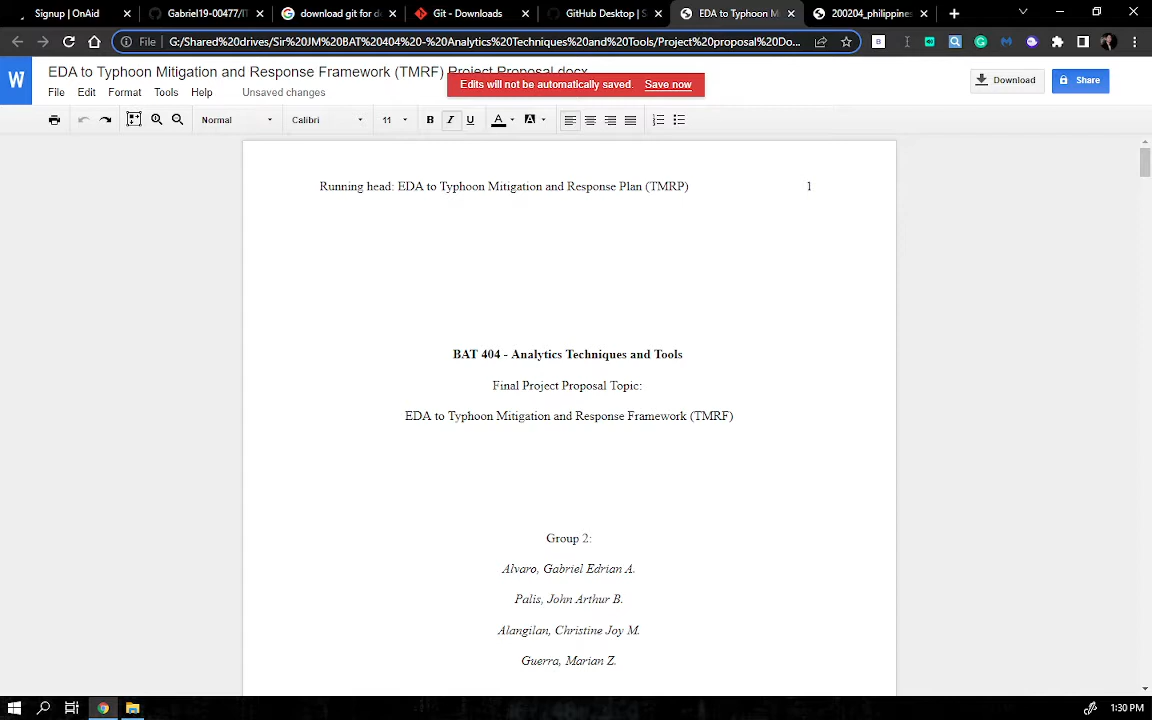 Signup | OnAid
Gabriel19-00477/IT
download git for de
Git - Downloads
GitHub Desktop | S
EDA to Typhoon M
200204_philippines
File
G:/Shared%20drives/Sir%20JM%20BAT%20404%20-%20Analytics%20Techniques%20and%20Tools/Project%20proposal%20Do...
W
EDA to Typhoon Mitigation and Response Framework (TMRF) Project Proposal.docx
Edits will not be automatically saved. Save now
Download
Share
File Edit Format Tools Help Unsaved changes
Normal Calibri 11 B I U A A
Running head: EDA to Typhoon Mitigation and Response Plan (TMRP) 1
BAT 404 - Analytics Techniques and Tools
Final Project Proposal Topic:
EDA to Typhoon Mitigation and Response Framework (TMRF)
Group 2:
Alvaro, Gabriel Edrian A.
Palis, John Arthur B.
Alangilan, Christine Joy M.
Guerra, Marian Z.
1:30 PM